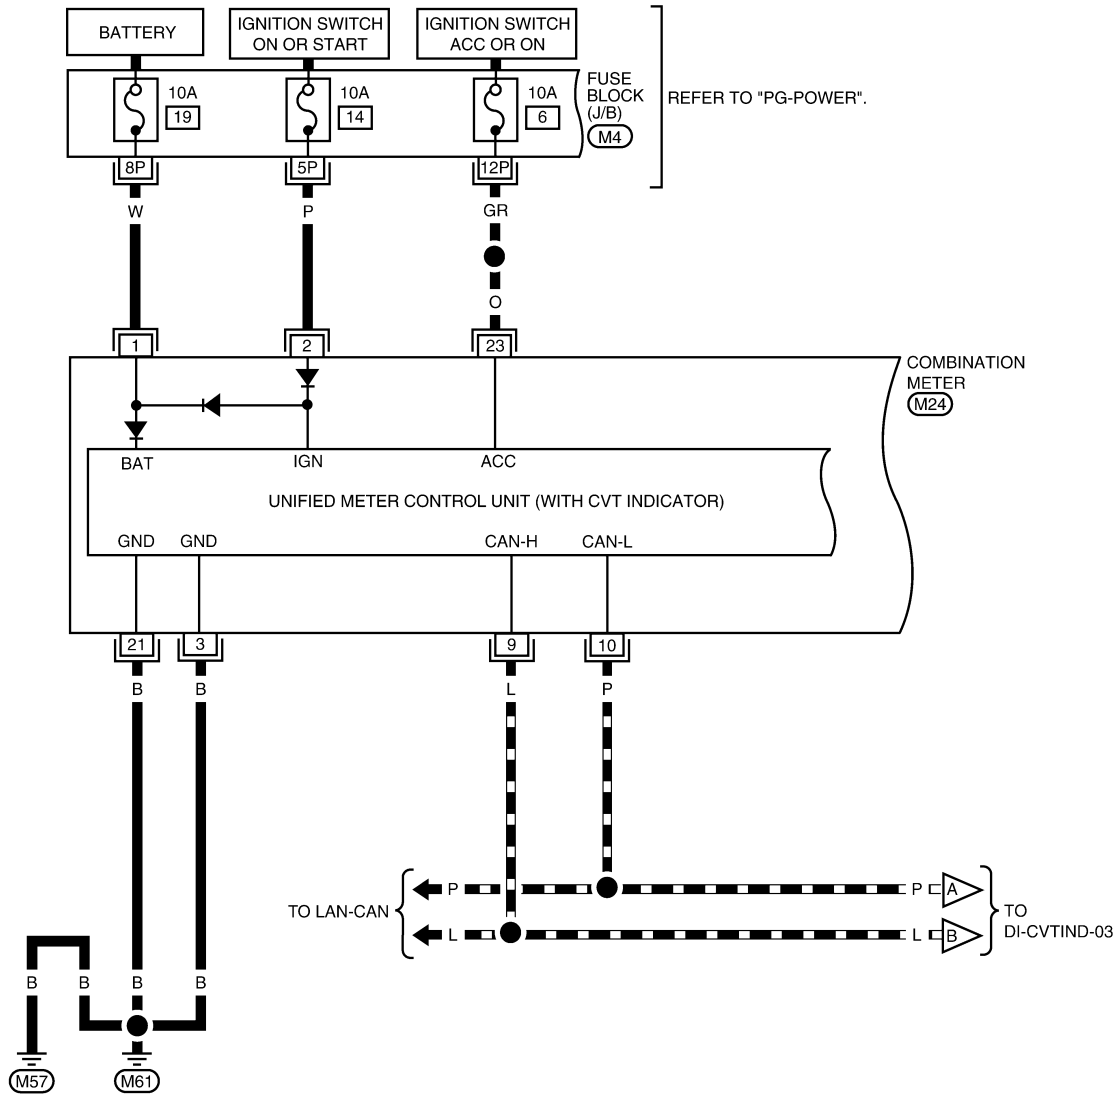 BATTERY
IGNITION SWITCH
ON OR START
IGNITION SWITCH
ACC OR ON
10A
19
10A
14
10A
6
FUSE
BLOCK
(J/B)
M4
REFER TO "PG-POWER".
8P
5P
12P
W
P
GR
O
1
2
23
COMBINATION
METER
M24
BAT
IGN
ACC
UNIFIED METER CONTROL UNIT (WITH CVT INDICATOR)
GND
GND
CAN-H
CAN-L
21
3
9
10
B
B
L
P
TO LAN-CAN
P
P
A
L
L
B
TO
DI-CVTIND-03
B
B
B
B
M57
M61